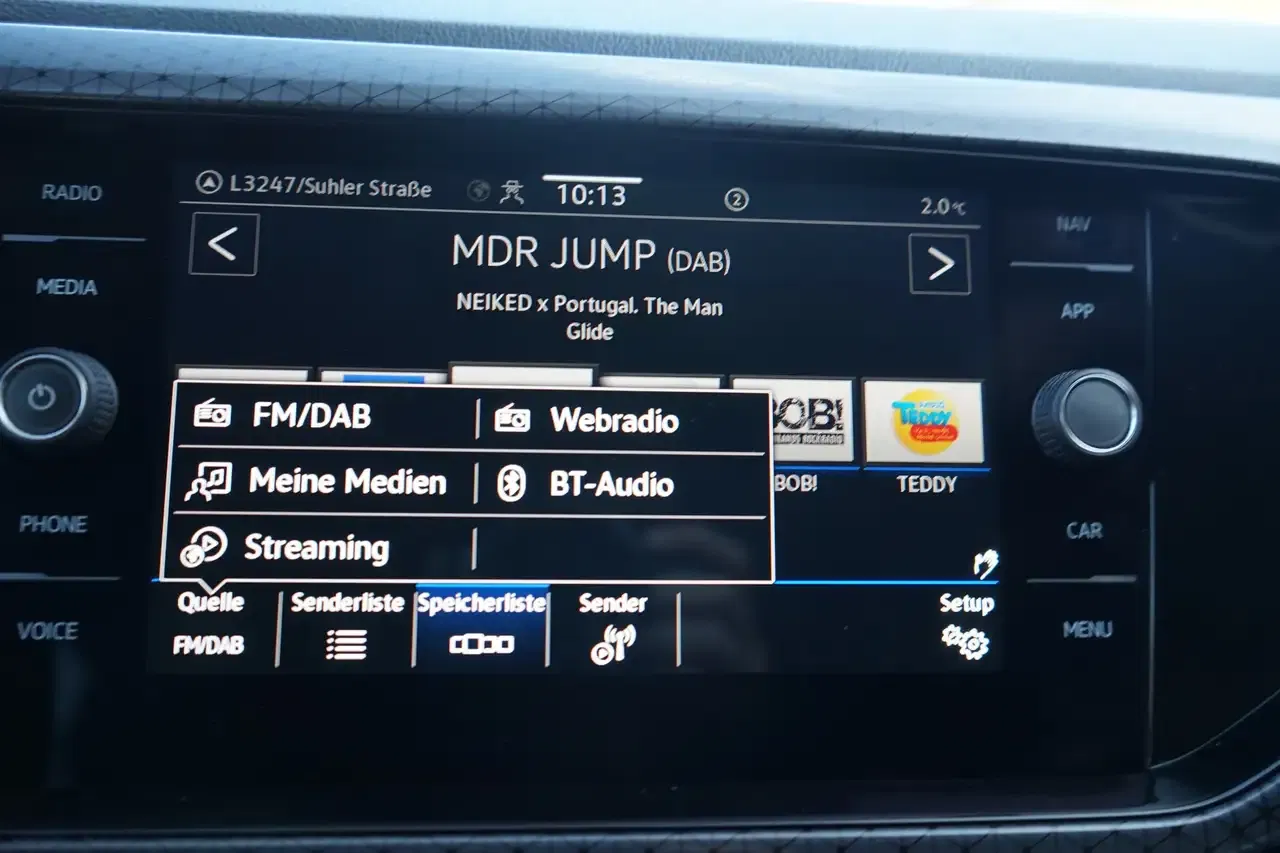 RADIO
MEDIA
PHONE
VOICE
L3247/Suhler Straße
10:13
2
2.0°C
MDR JUMP (DAB)
NEIKED x Portugal. The Man
Glide
FM/DAB
Webradio
Meine Medien
BT-Audio
Streaming
BOB!
TEDDY
BOB!
TEDDY
Quelle
FM/DAB
Senderliste
Speicherliste
Sender
Setup
NAV
APP
CAR
MENU